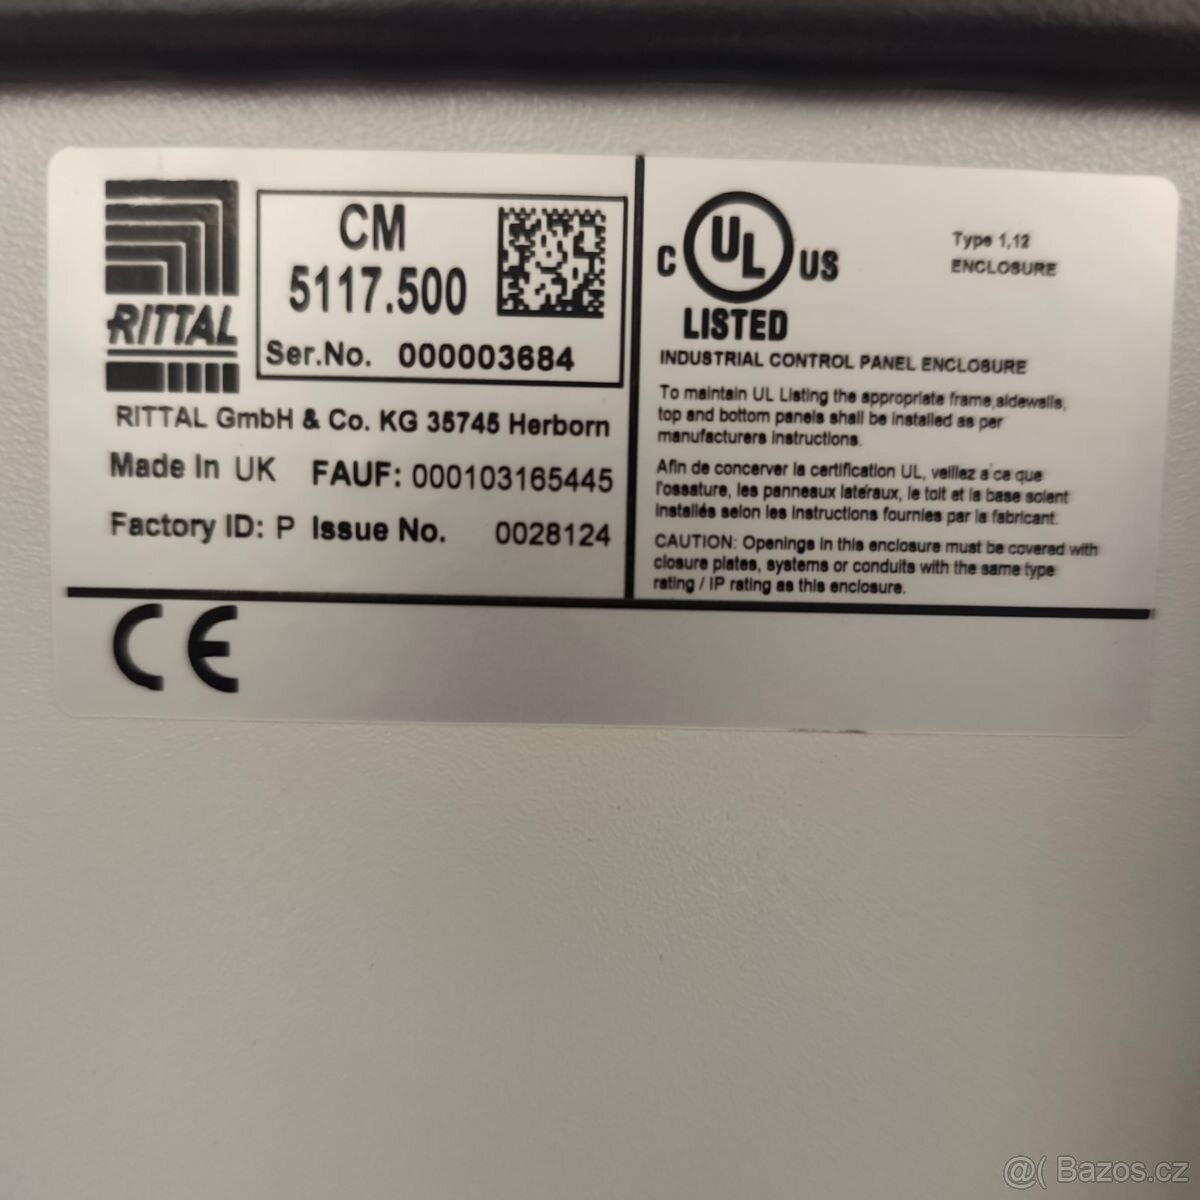 RITTAL
CM
5117.500
Ser.No. 000003684
RITTAL GmbH & Co. KG 35745 Herborn
Made In UK FAUF: 000103165445
Factory ID: P Issue No. 0028124
CE
C UL US
LISTED
Type 1,12
ENCLOSURE
INDUSTRIAL CONTROL PANEL ENCLOSURE
To maintain UL Listing the appropriate frame,sidewalls,
top and bottom panels shall be installed as per
manufacturers instructions.
Afin de concerver la certification UL, veillez a'ce que
l'ossature, les panneaux latéraux, le toit et la base soient
installés selon les instructions fournies par la fabricant.
CAUTION: Openings in this enclosure must be covered with
closure plates, systems or conduits with the same type
rating / IP rating as this enclosure.
@( Bazos.cz